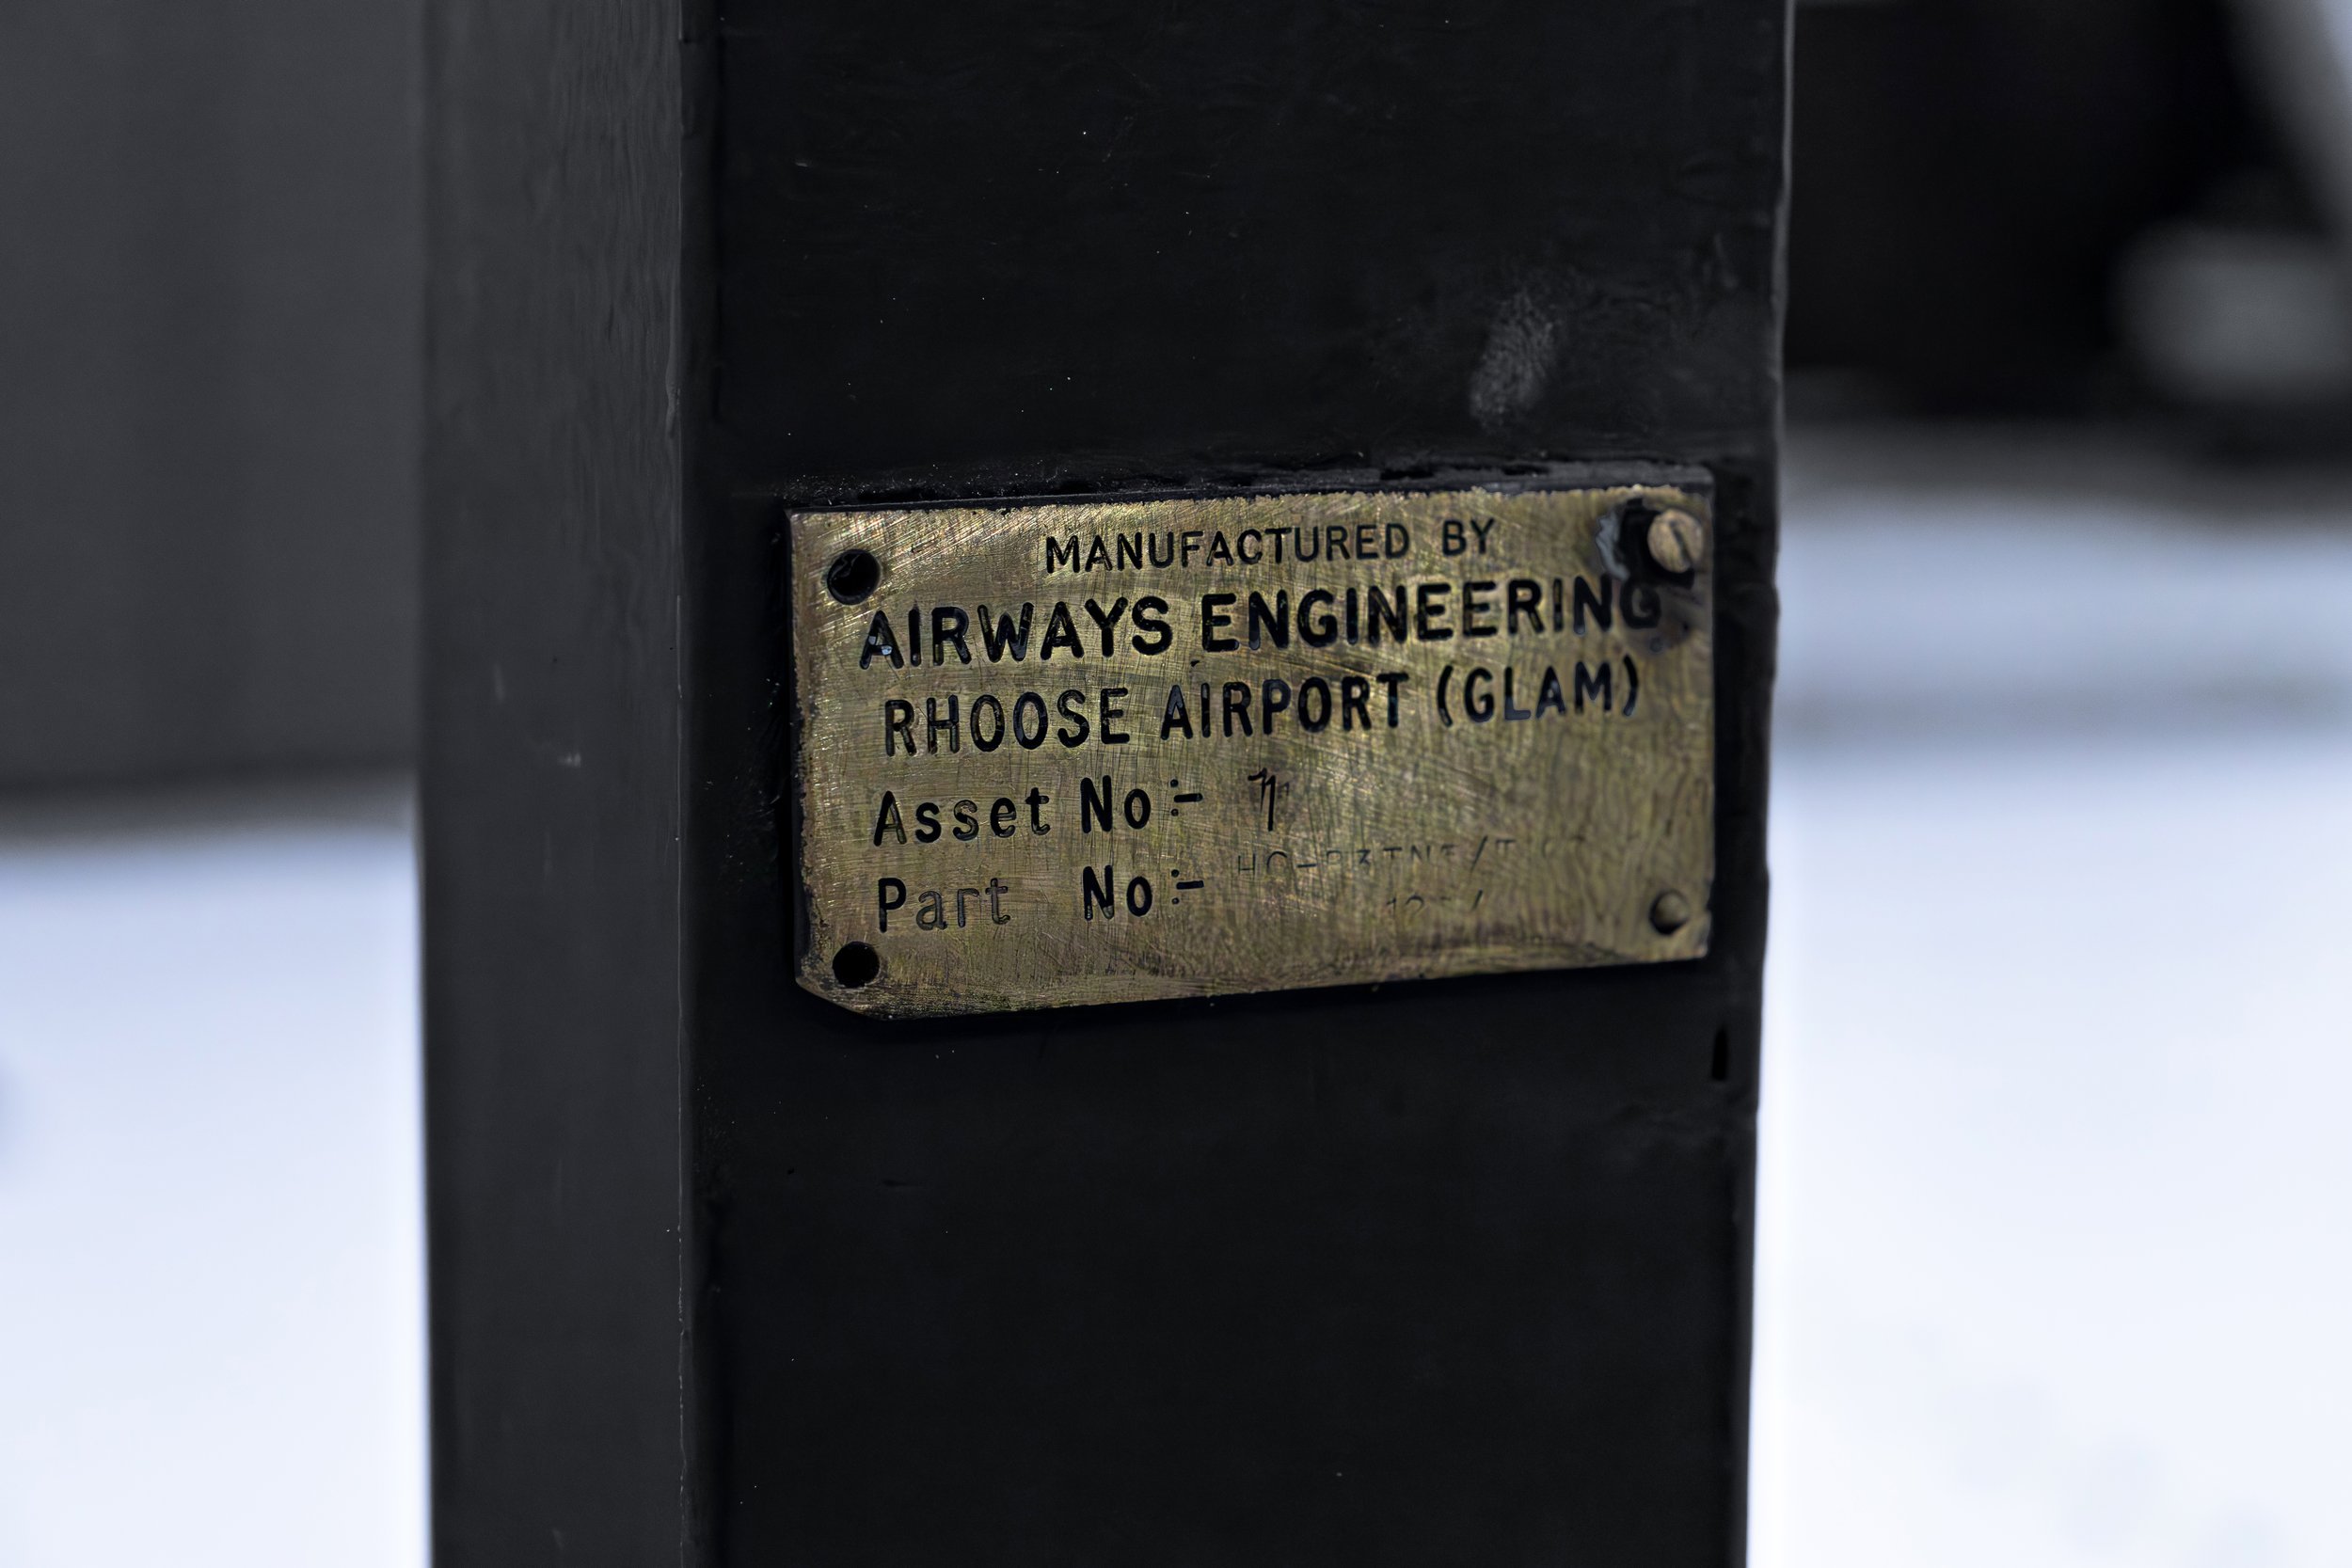 MANUFACTURED BY
AIRWAYS ENGINEERING
RHOOSE AIRPORT (GLAM)
Asset No:-
Part No:-